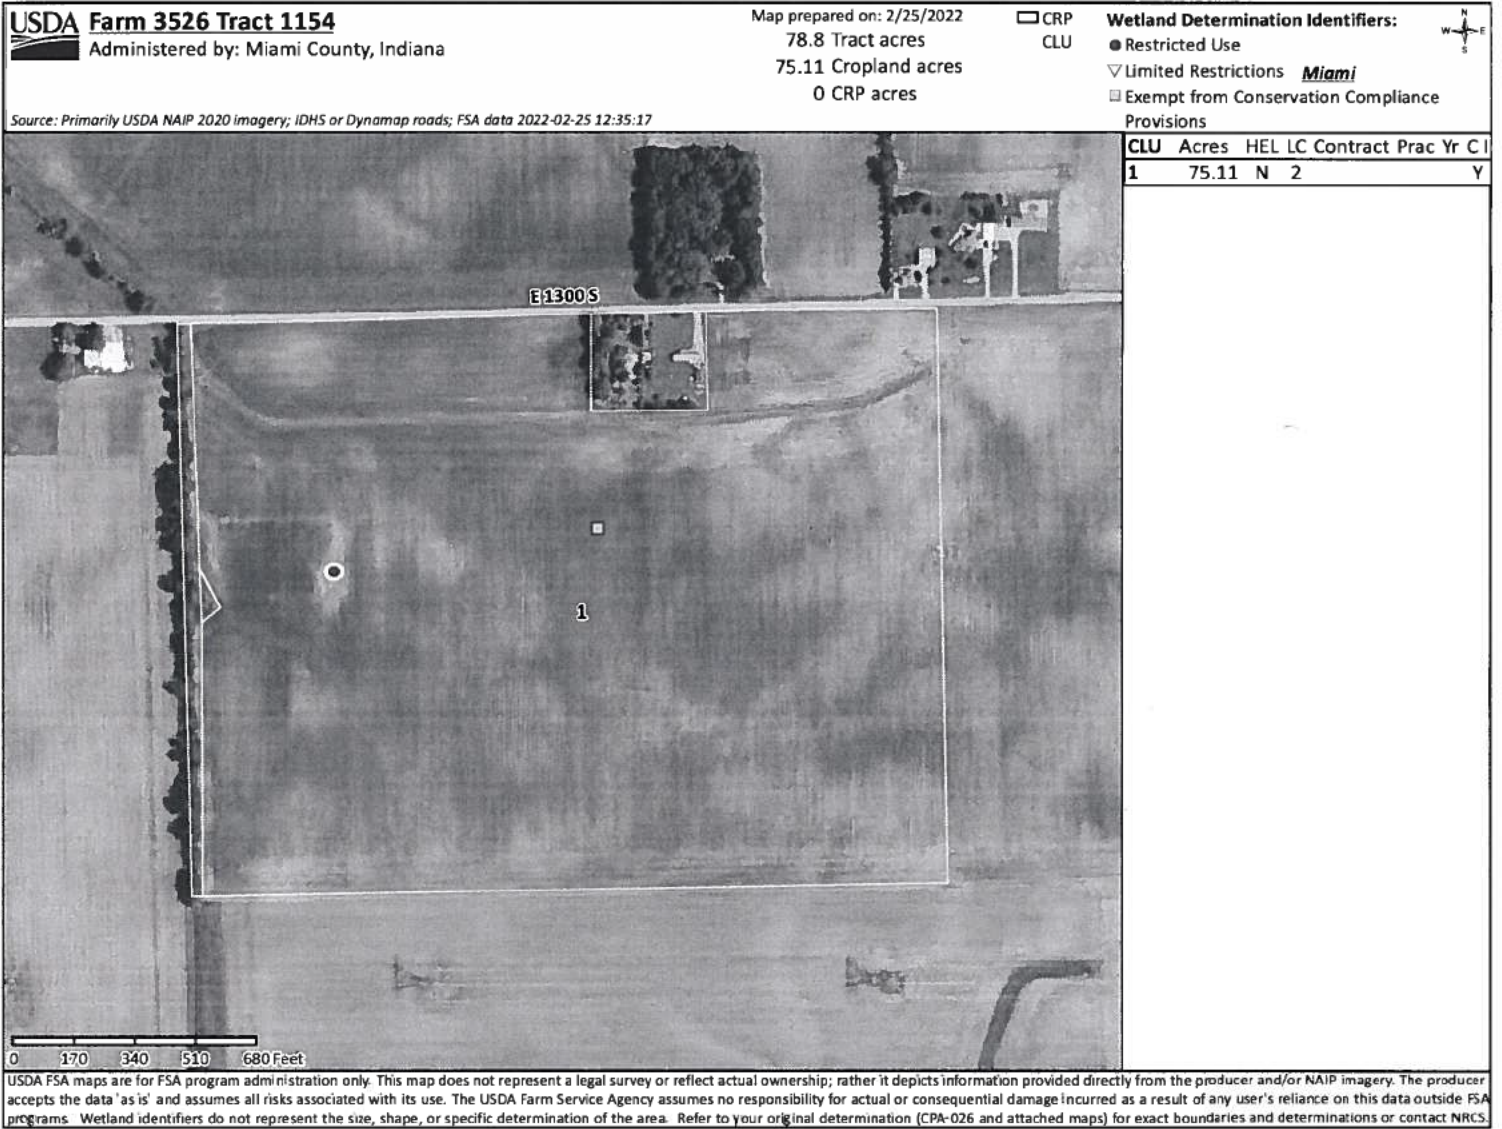 USDA Farm 3526 Tract 1154
Administered by: Miami County, Indiana
Source: Primarily USDA NAIP 2020 imagery; IDHS or Dynamap roads; FSA data 2022-02-25 12:35:17
Map prepared on: 2/25/2022
78.8 Tract acres
75.11 Cropland acres
0 CRP acres
CRP
CLU
Wetland Determination Identifiers:
Restricted Use
Limited Restrictions Miami
Exempt from Conservation Compliance
Provisions
N
W E
S
CLU Acres HEL LC Contract Prac Yr C I
1 75.11 N 2 Y
E 1300 S
1
0 170 340 510 680 Feet
USDA FSA maps are for FSA program administration only. This map does not represent a legal survey or reflect actual ownership; rather it depicts information provided directly from the producer and/or NAIP imagery. The producer
accepts the data 'as is' and assumes all risks associated with its use. The USDA Farm Service Agency assumes no responsibility for actual or consequential damage incurred as a result of any user's reliance on this data outside FSA
programs. Wetland identifiers do not represent the size, shape, or specific determination of the area. Refer to your original determination (CPA-026 and attached maps) for exact boundaries and determinations or contact NRCS.